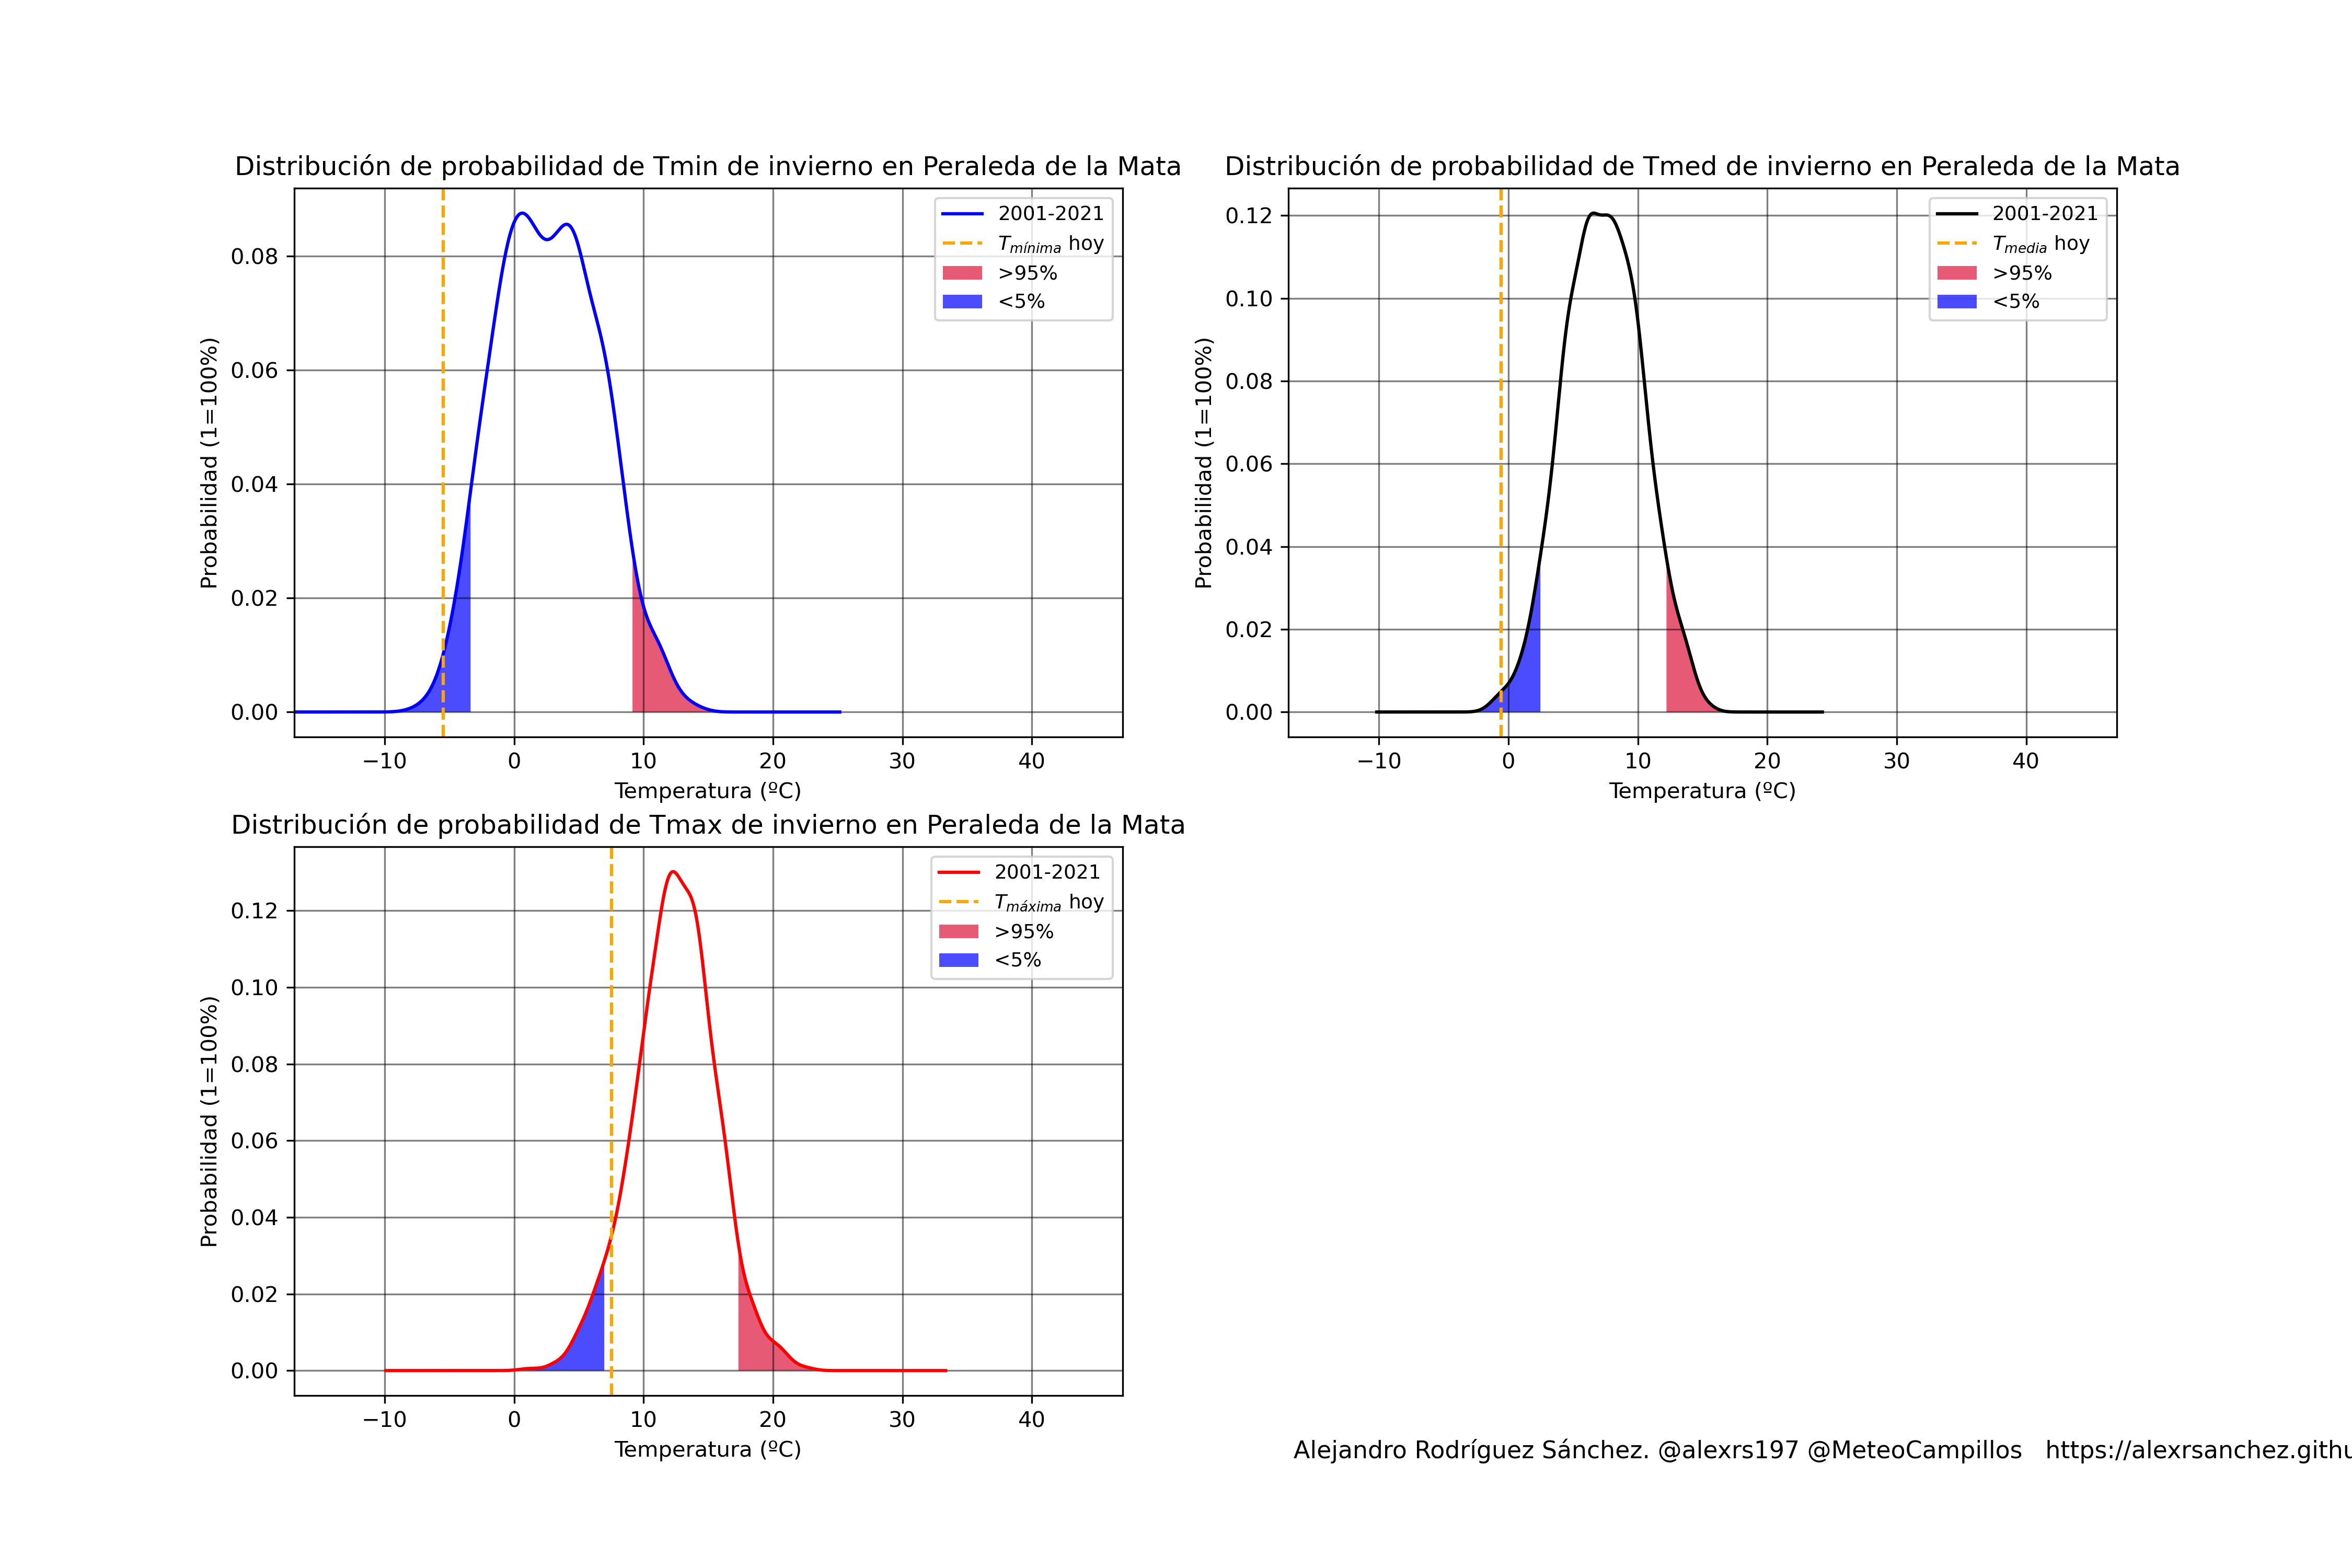 Distribución de probabilidad de Tmin de invierno en Peraleda de la Mata
Probabilidad (1=100%)
0.08
0.06
0.04
0.02
0.00
−10 0 10 20 30 40
Temperatura (ºC)
2001-2021
Tmínima hoy
>95%
<5%
Distribución de probabilidad de Tmed de invierno en Peraleda de la Mata
Probabilidad (1=100%)
0.12
0.10
0.08
0.06
0.04
0.02
0.00
−10 0 10 20 30 40
Temperatura (ºC)
2001-2021
Tmedia hoy
>95%
<5%
Distribución de probabilidad de Tmax de invierno en Peraleda de la Mata
Probabilidad (1=100%)
0.12
0.10
0.08
0.06
0.04
0.02
0.00
−10 0 10 20 30 40
Temperatura (ºC)
2001-2021
Tmáxima hoy
>95%
<5%
Alejandro Rodríguez Sánchez. @alexrs197 @MeteoCampillos https://alexrsanchez.githu